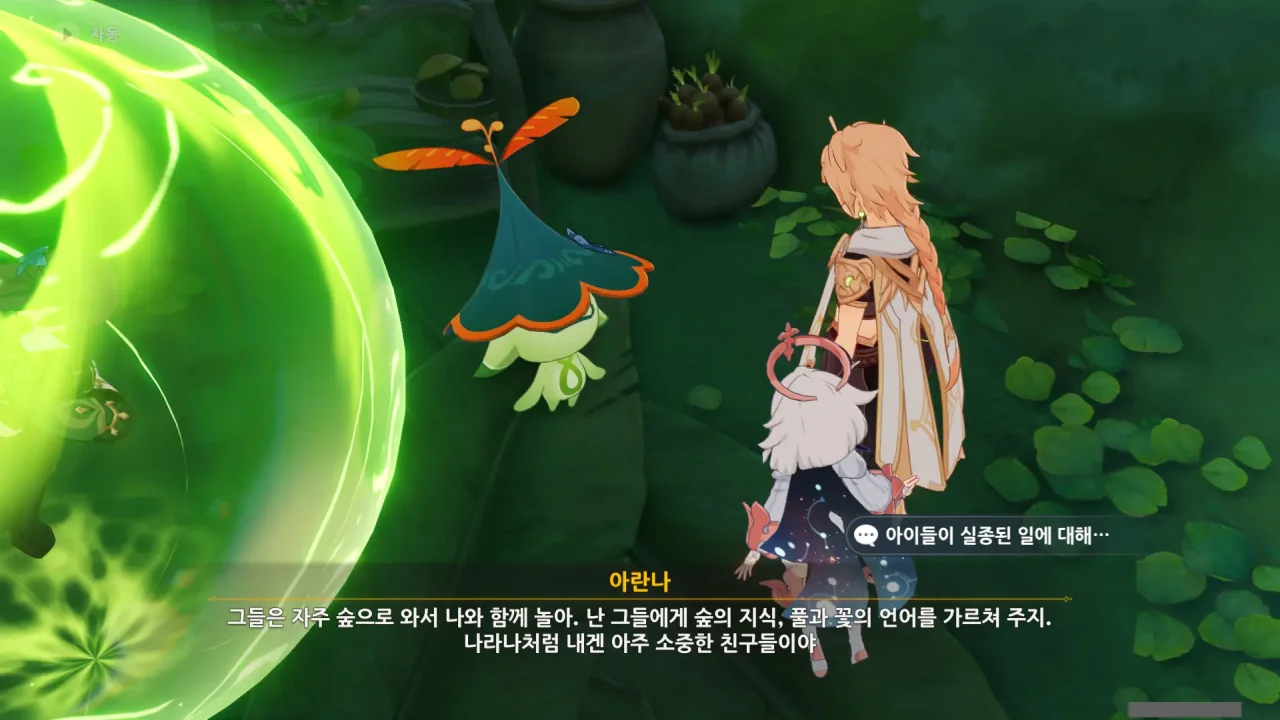 자동
아이들이 실종된 일에 대해…
아란나
그들은 자주 숲으로 와서 나와 함께 놀아. 난 그들에게 숲의 지식, 풀과 꽃의 언어를 가르쳐 주지.
나라나처럼 내겐 아주 소중한 친구들이야